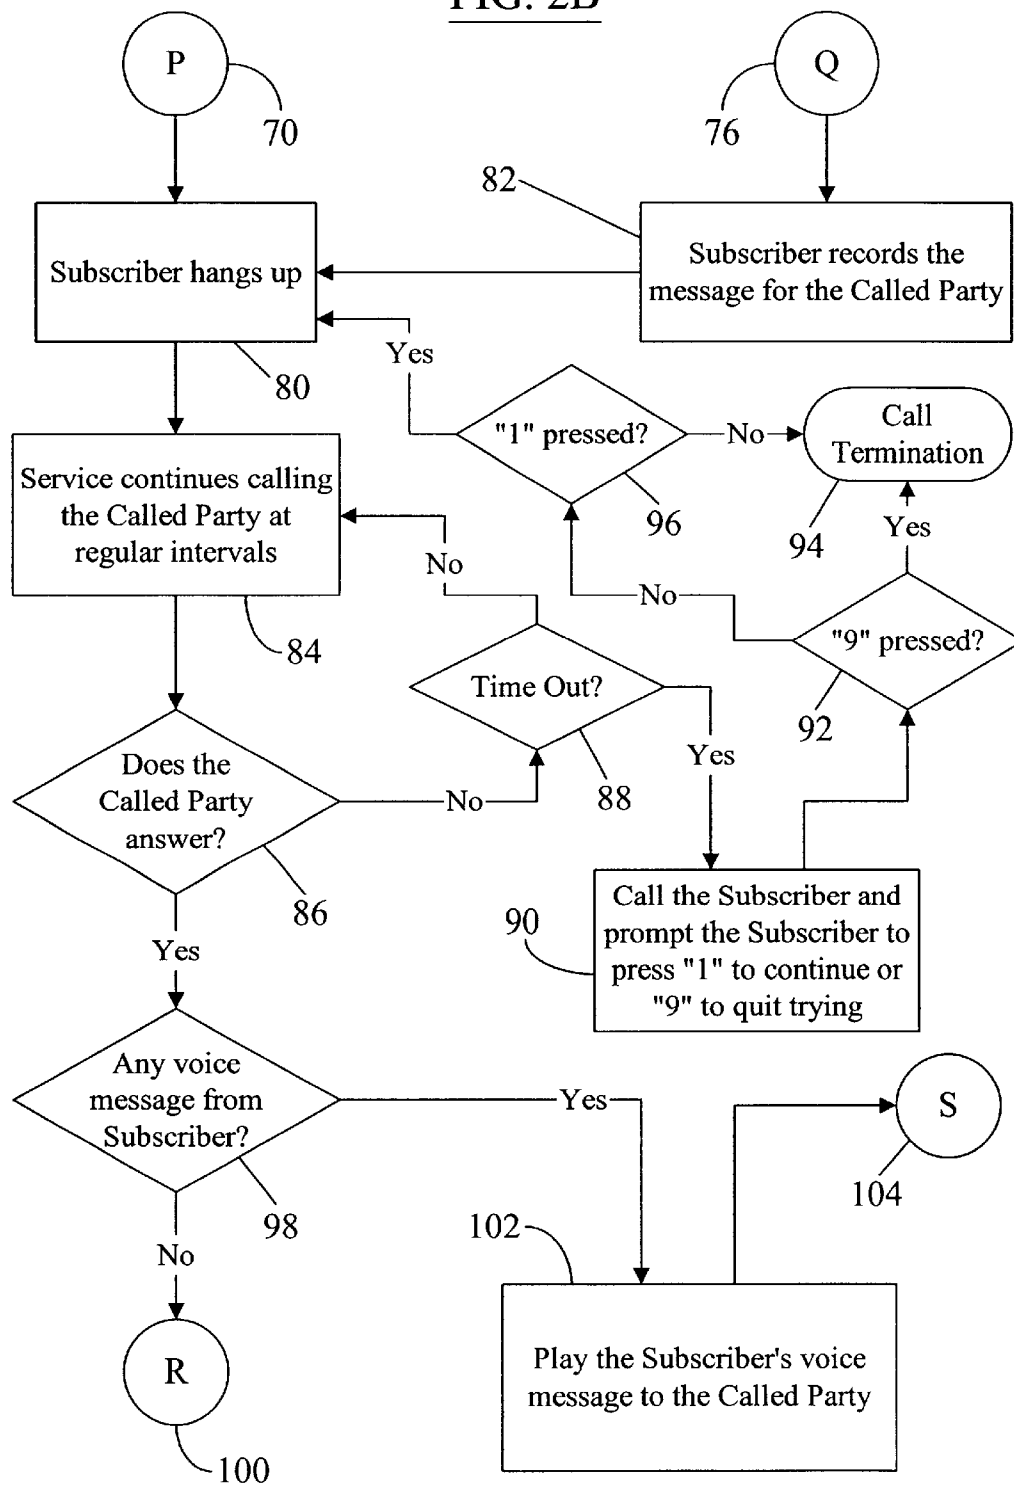 FIG. 2B
P
Q
70
76
82
Subscriber hangs up
Subscriber records the
message for the Called Party
Yes
80
"1" pressed?
No
Call
Termination
Service continues calling
the Called Party at
regular intervals
96
94
Yes
No
No
84
"9" pressed?
Time Out?
92
Does the
Called Party
answer?
No
88
Yes
86
Call the Subscriber and
prompt the Subscriber to
press "1" to continue or
"9" to quit trying
90
Yes
Any voice
message from
Subscriber?
Yes
S
104
98
102
No
R
Play the Subscriber's voice
message to the Called Party
100